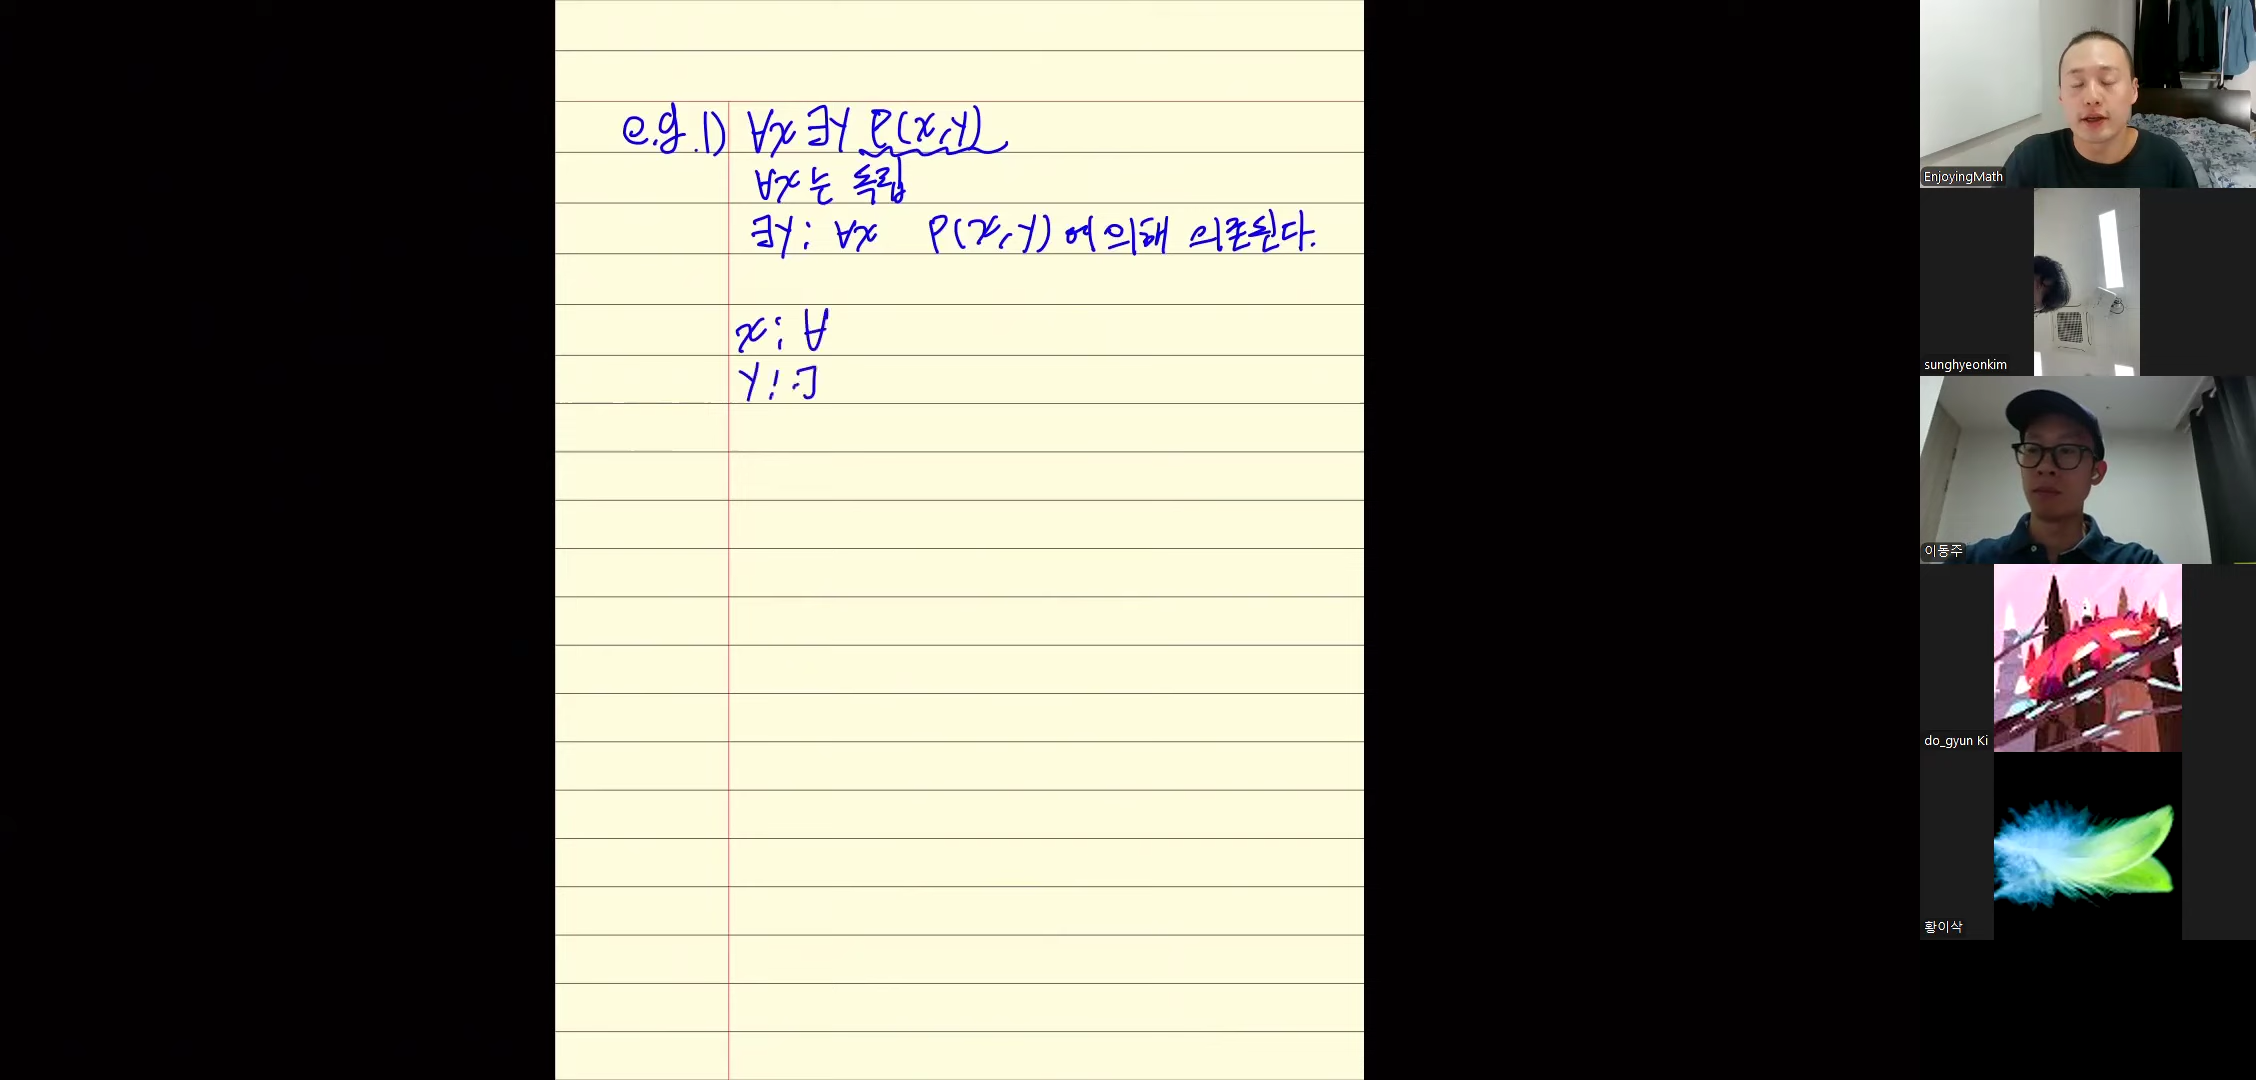 e.g.1) ∀x ∃y P(x,y)
∀x는 독립
∃y: ∀x P(x,y)에 의해 의존된다.
x: ∀
y:
EnjoyingMath
sunghyeonkim
이동주
do_gyun Ki
황이삭